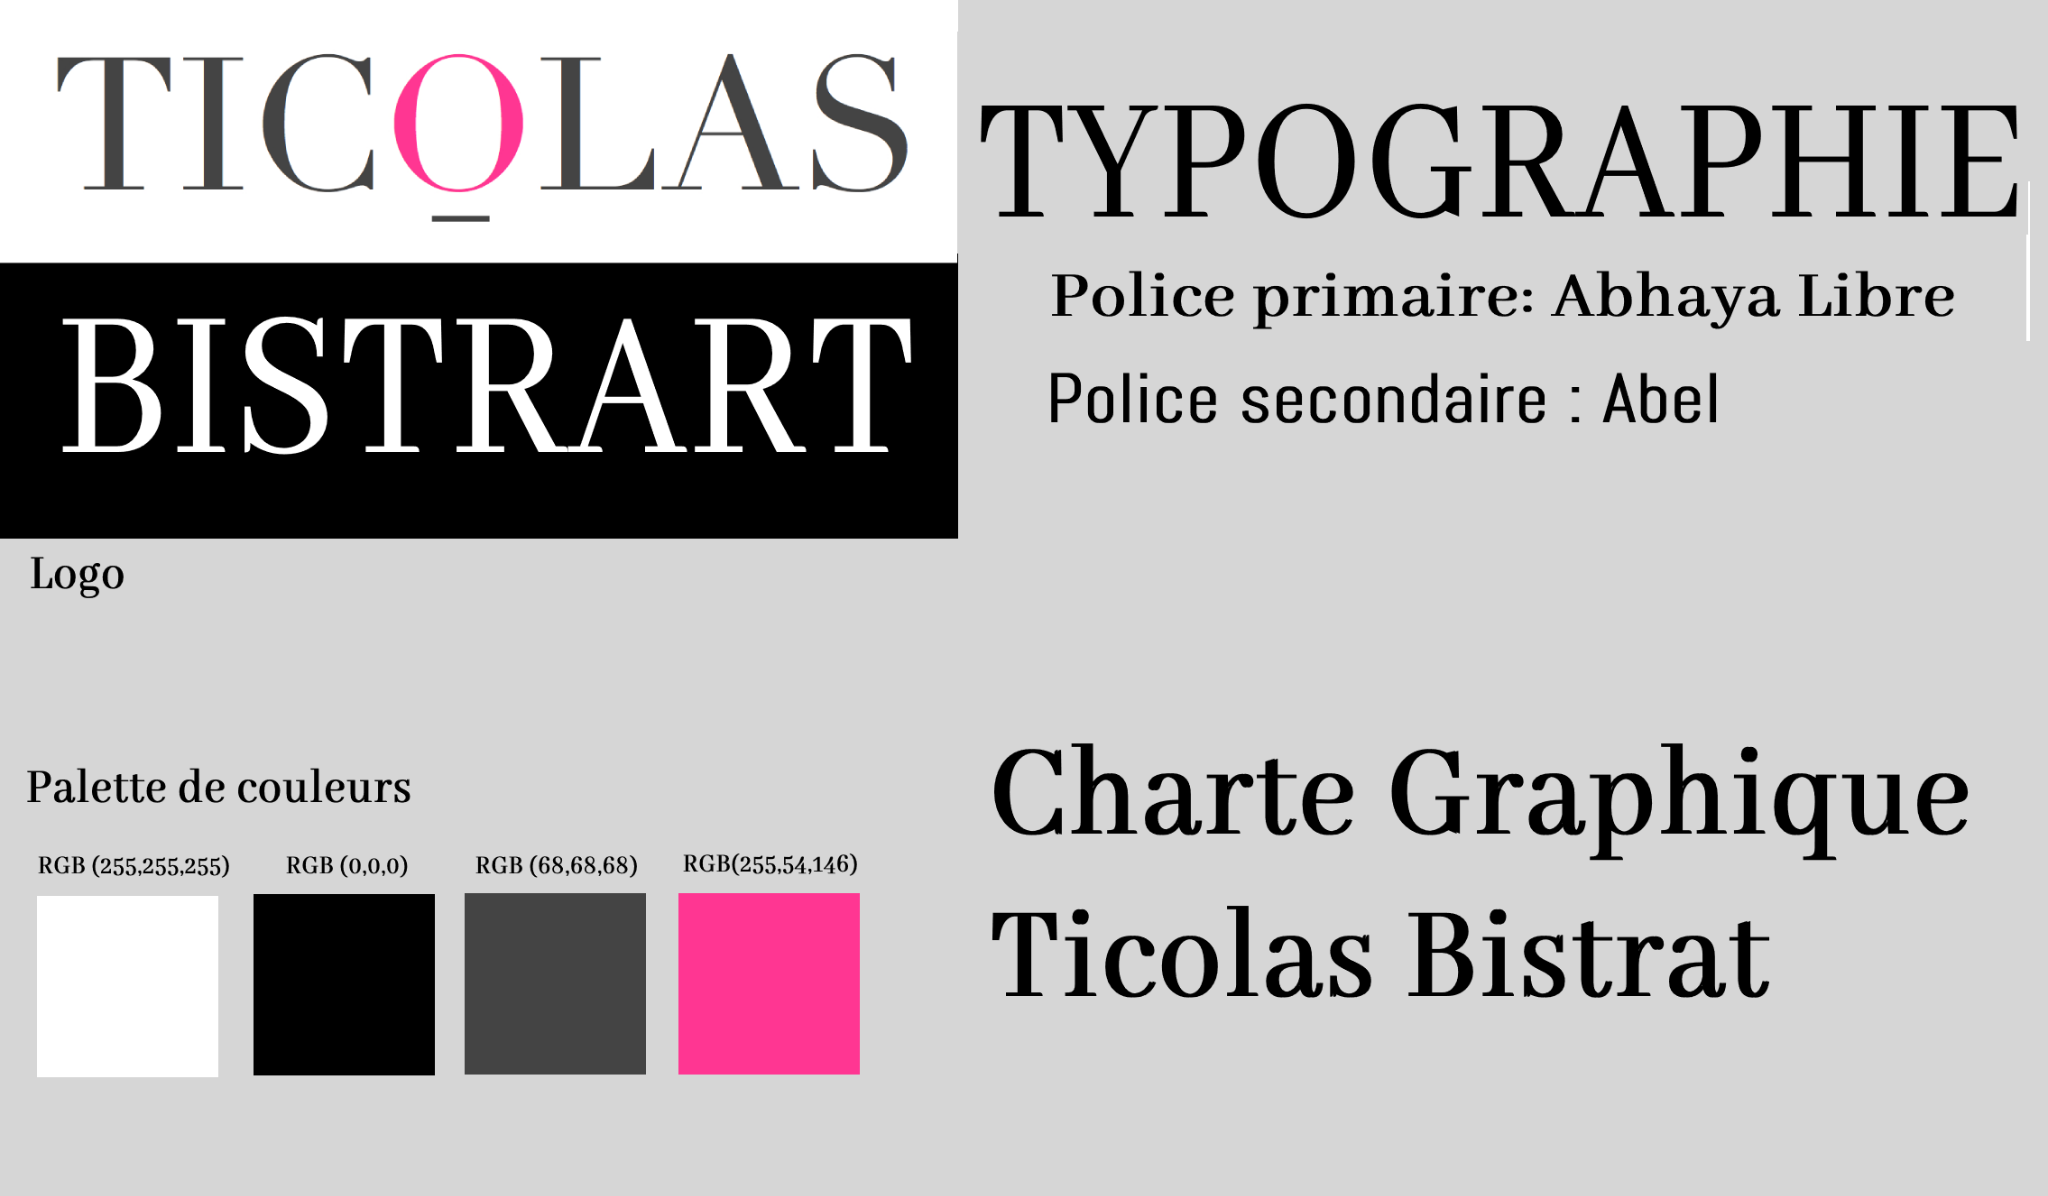 TICOLAS
BISTRART
Logo
TYPOGRAPHIE
Police primaire: Abhaya Libre
Police secondaire : Abel
Palette de couleurs
RGB (255,255,255)
RGB (0,0,0)
RGB (68,68,68)
RGB(255,54,146)
Charte Graphique
Ticolas Bistrat